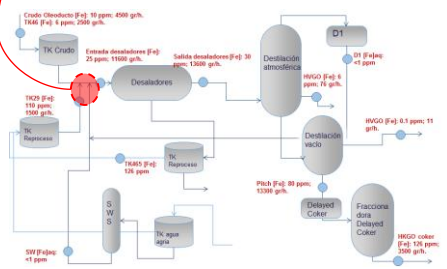 Crudo Oleoducto [Fe]: 10 ppm; 4500 gr/h.
TK46 [Fe]: 6 ppm; 2500 gr/h.
TK Crudo
Entrada desaladores [Fe]:
25 ppm; 11600 gr/h.
Salida desaladores[Fe]: 30
ppm; 13600 gr/h.
Desaladores
Destilación
atmosférica
D1
D1 [Fe]aq:
<1 ppm
HVGO [Fe]: 6
ppm; 76 gr/h.
TK29 [Fe]:
110 ppm;
1500 gr/h.
TK
Reproceso
TK
Reproceso
TK465 [Fe]:
126 ppm
Destilación
vacío
HVGO [Fe]: 0.1 ppm; 11
gr/h.
Pitch [Fe]: 80 ppm;
13300 gr/h.
Delayed
Coker
Fracciona
dora
Delayed
Coker
HKGO coker
[Fe]: 126 ppm;
3500 gr/h.
S
W
S
TK agua
agria
SW [Fe]aq:
<1 ppm